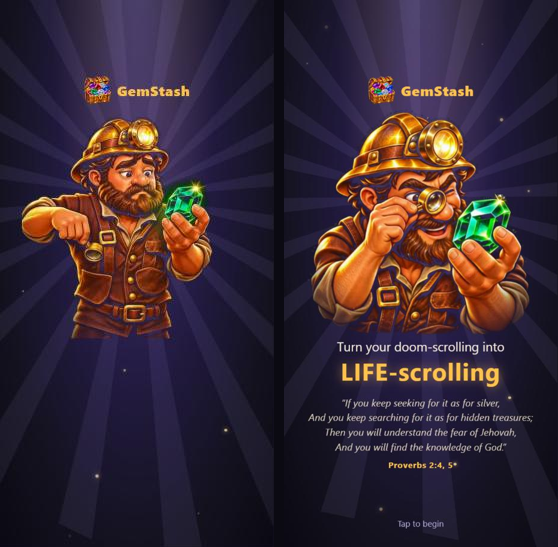 GemStash
GemStash
Turn your doom-scrolling into
LIFE-scrolling
"If you keep seeking for it as for silver,
And you keep searching for it as for hidden treasures;
Then you will understand the fear of Jehovah,
And you will find the knowledge of God."
Proverbs 2:4, 5*
Tap to begin